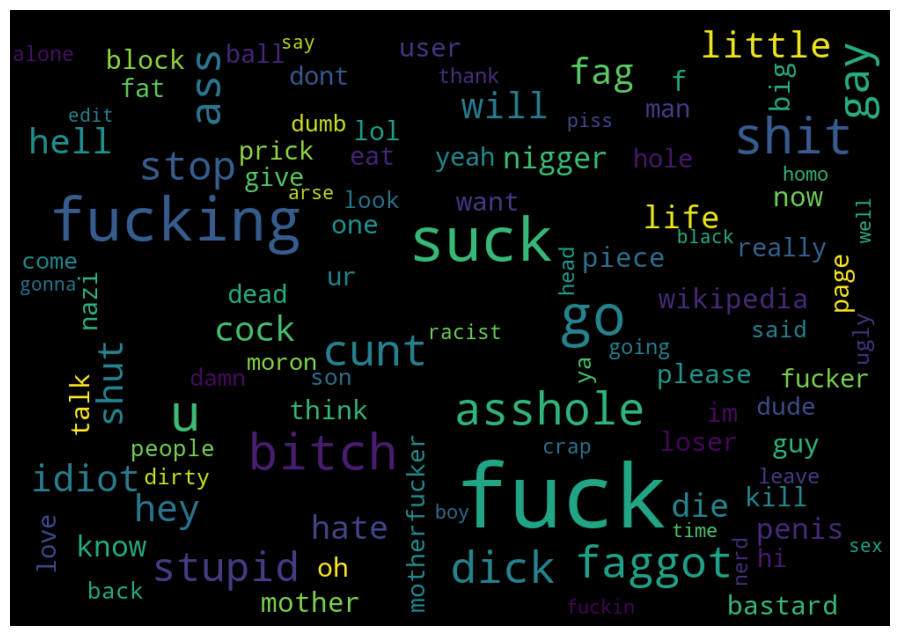 alone
block
ball
say
user
little
fat
ass
dont
thank
fag
f
big
gay
edit
dumb
lol
will
man
hell
prick
eat
piss
shit
stop
give
yeah
nigger
hole
homo
arse
look
now
fucking
one
want
life
well
suck
black
come
head
piece
really
gonna
nazi
ur
page
dead
wikipedia
cock
racist
go
said
ugly
cunt
going
moron
damn
son
ya
please
fucker
talk
shut
u
think
asshole
im
dude
people
bitch
crap
loser
guy
idiot
dirty
motherfucker
fuck
leave
hey
boy
die
kill
hate
time
penis
love
know
nerd
hi
sex
stupid
oh
dick
faggot
back
mother
fuckin
bastard